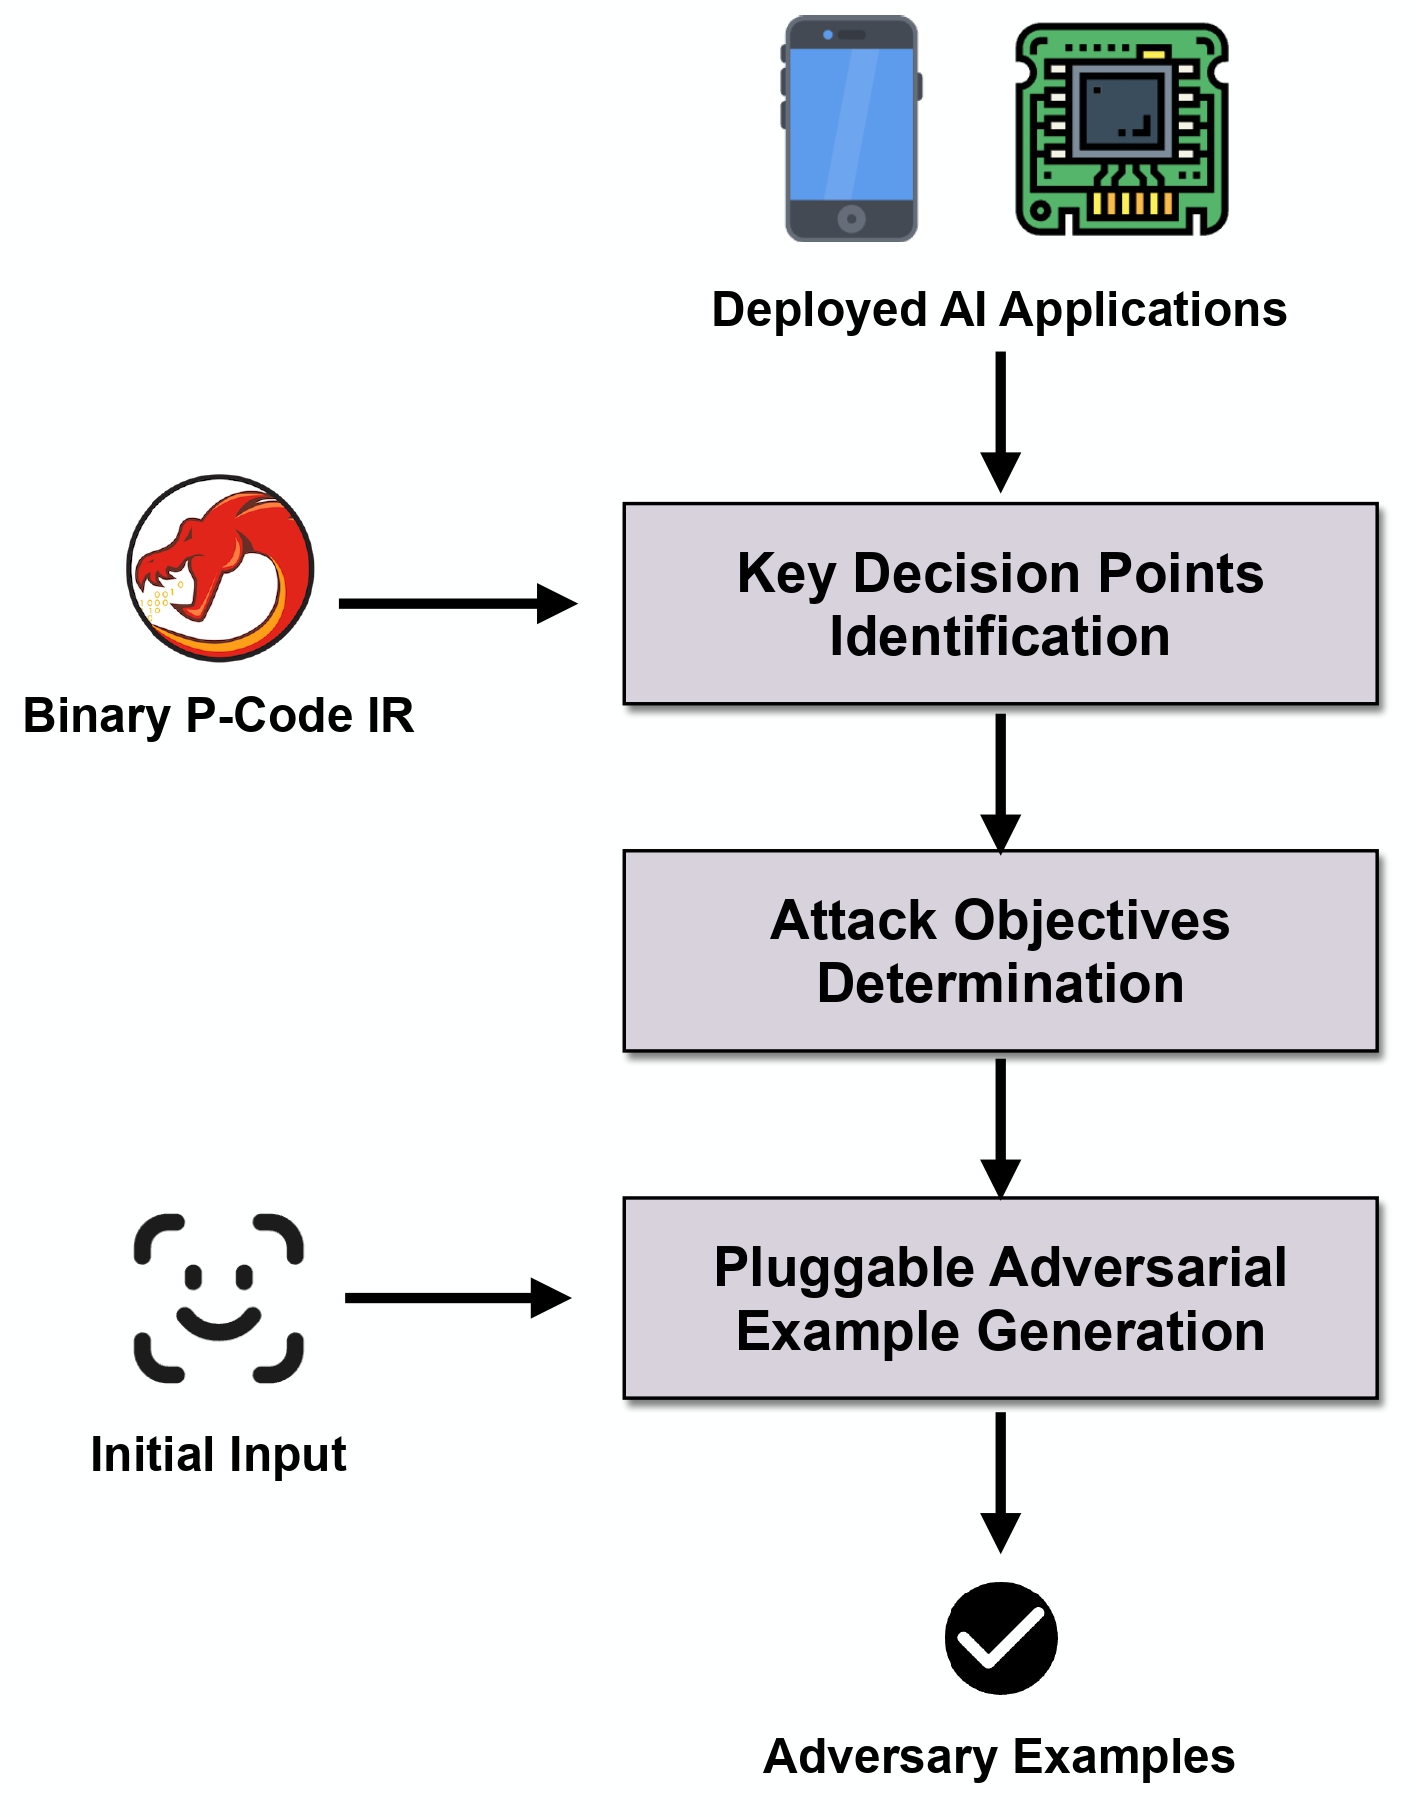 Deployed AI Applications
Key Decision Points
Identification
Binary P-Code IR
Attack Objectives
Determination
Pluggable Adversarial
Example Generation
Initial Input
Adversary Examples